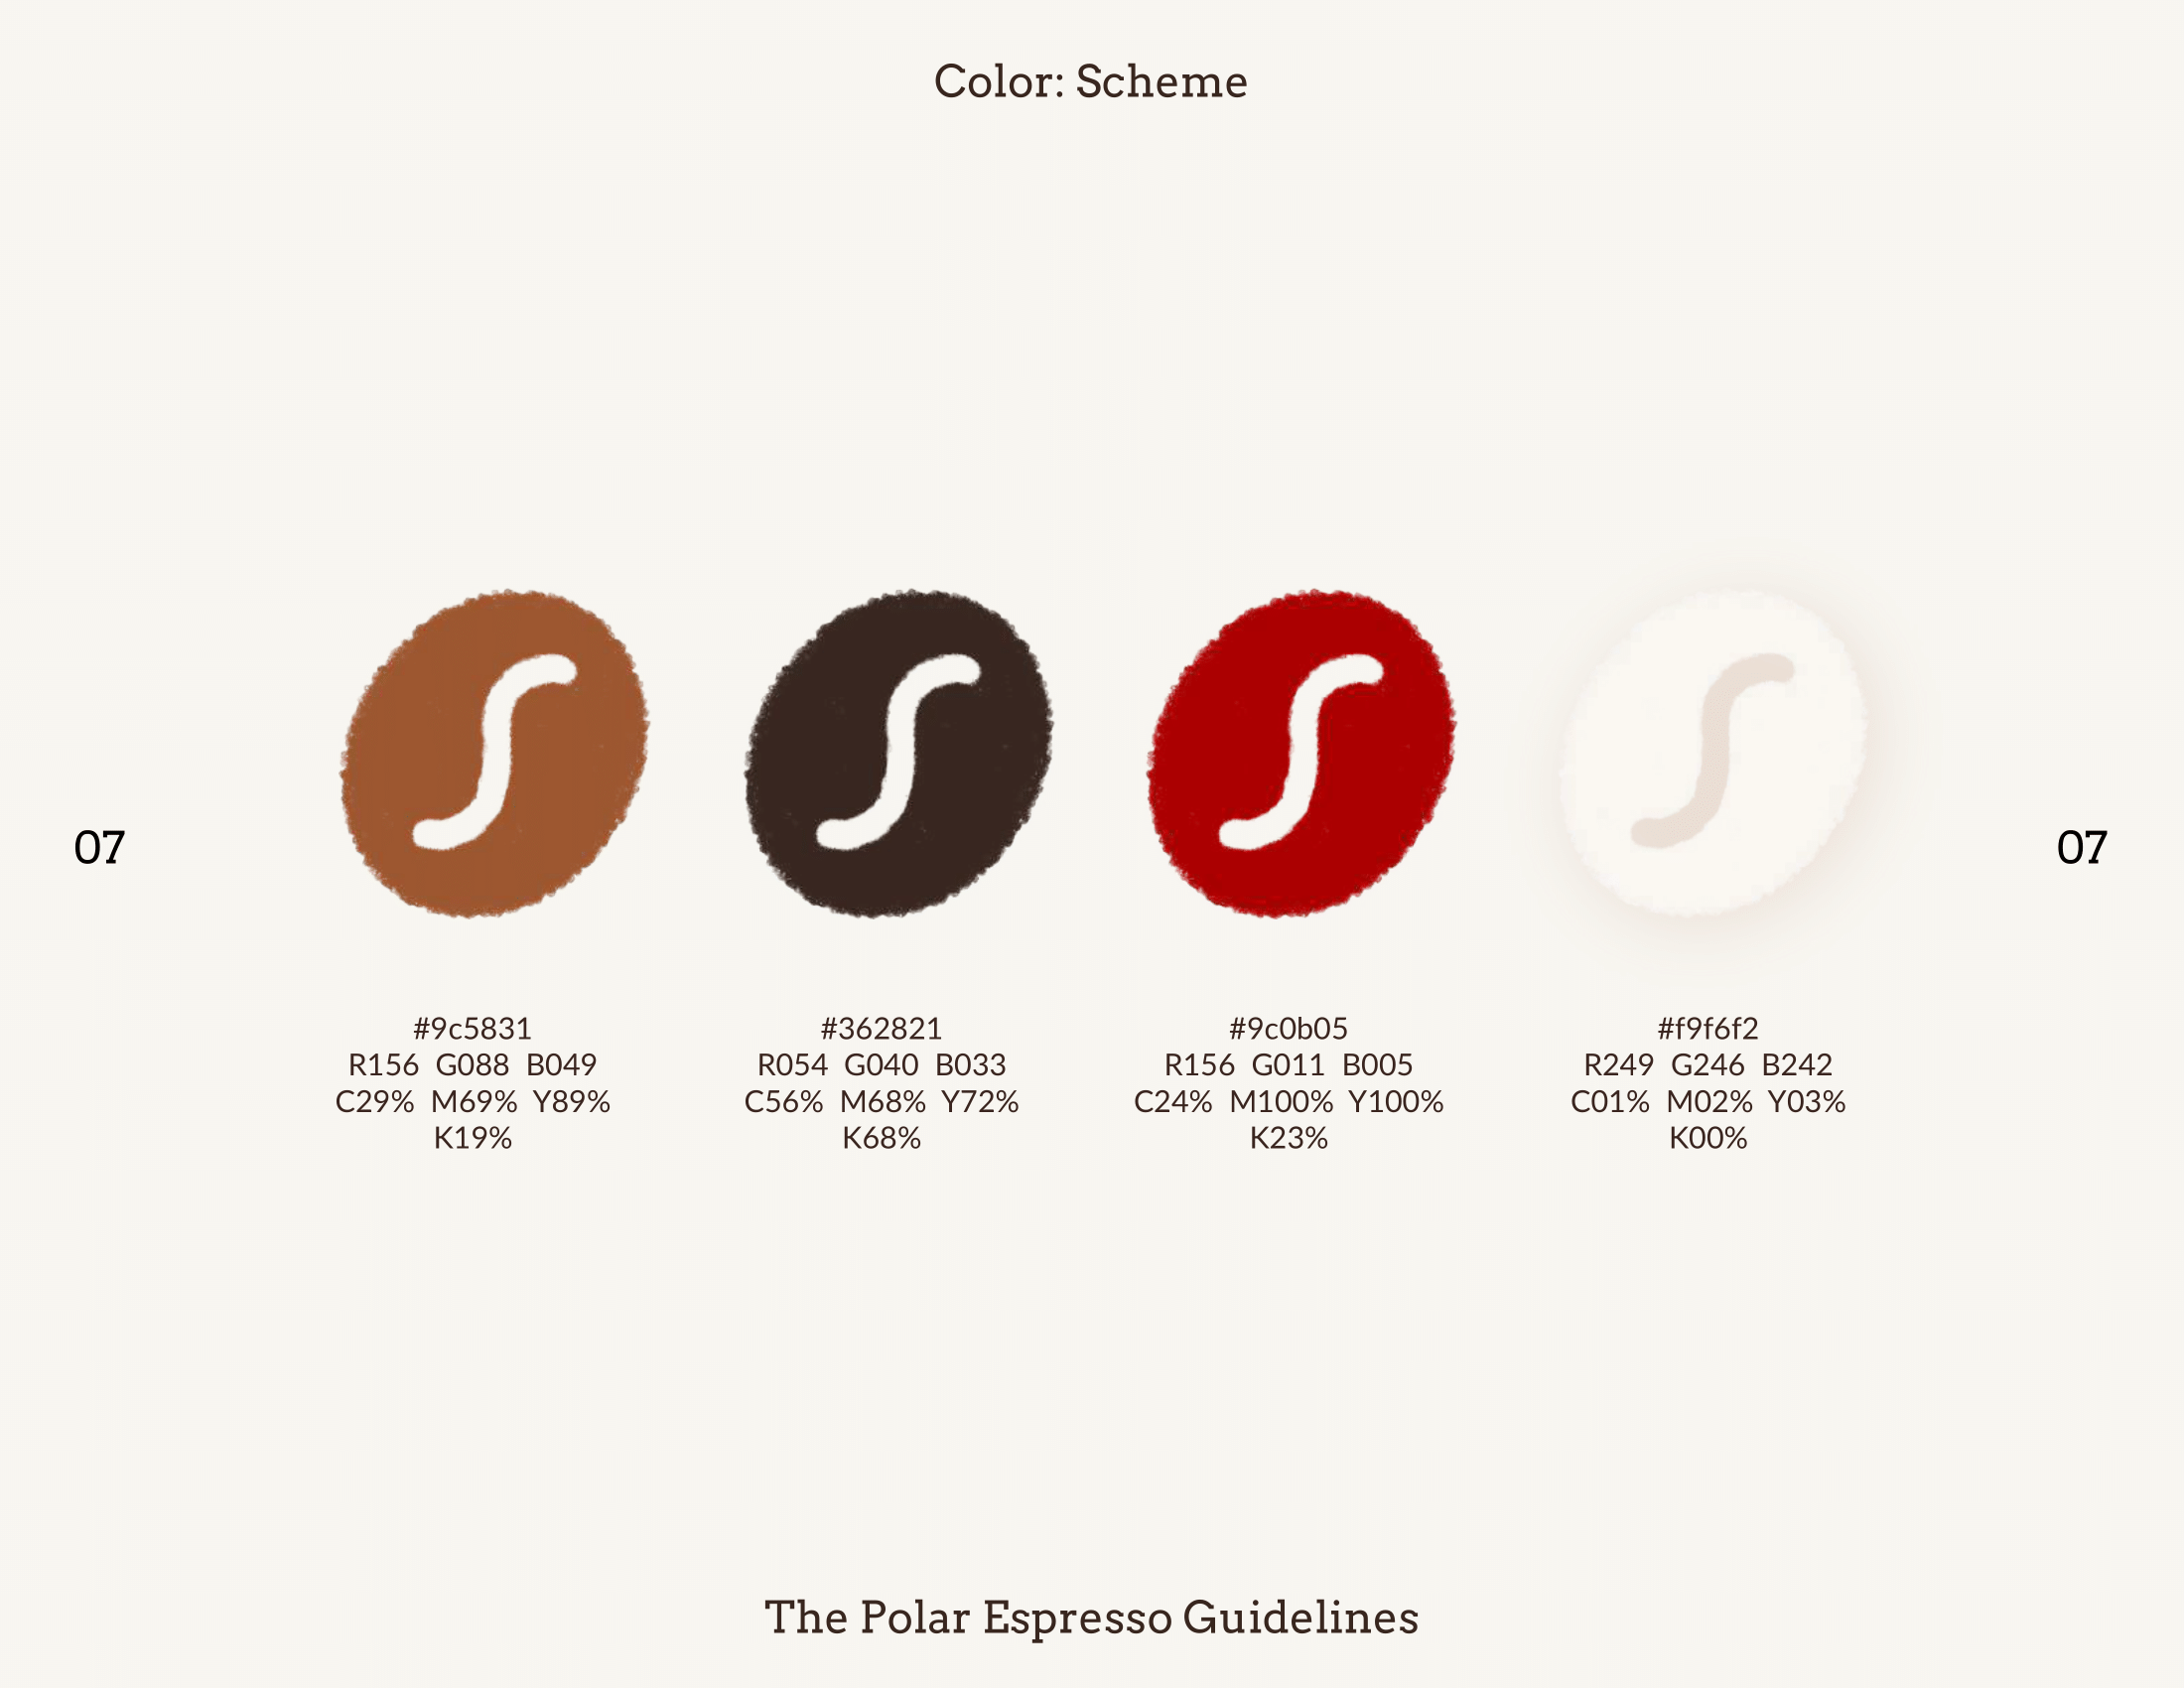 Color: Scheme
07
07
#9c5831
R156 G088 B049
C29% M69% Y89%
K19%
#362821
R054 G040 B033
C56% M68% Y72%
K68%
#9c0b05
R156 G011 B005
C24% M100% Y100%
K23%
#f9f6f2
R249 G246 B242
C01% M02% Y03%
K00%
The Polar Espresso Guidelines